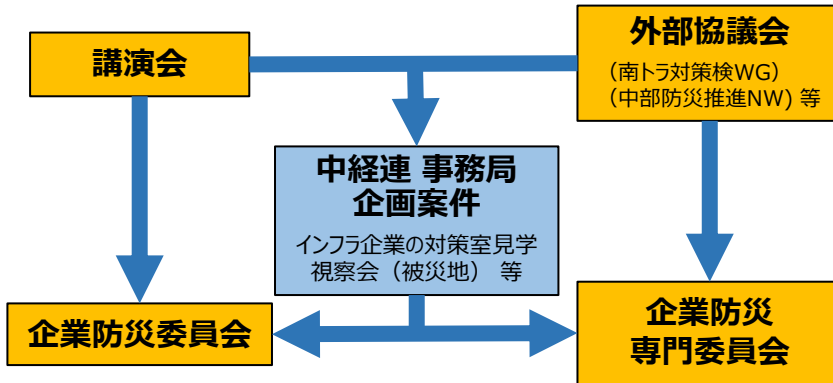 講演会
外部協議会
（南トラ対策検WG）
（中部防災推進NW) 等
中経連 事務局
企画案件
インフラ企業の対策室見学
視察会（被災地） 等
企業防災委員会
企業防災
専門委員会